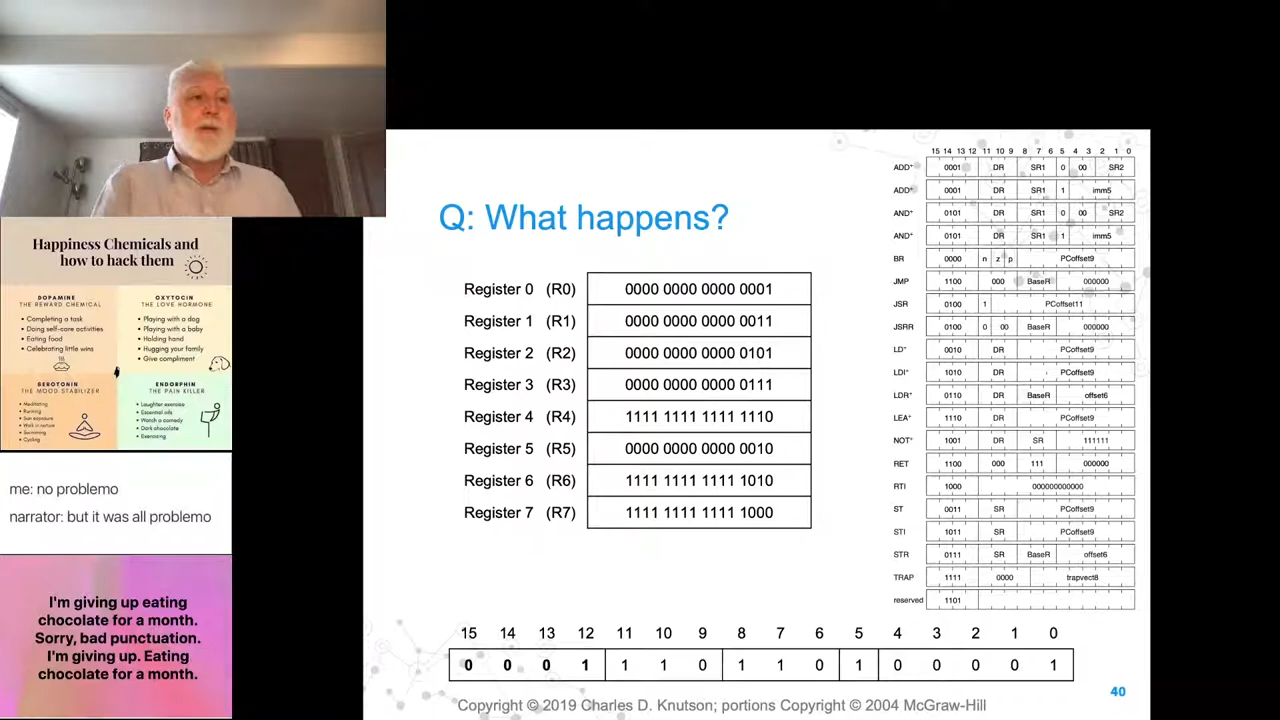 Happiness Chemicals and
how to hack them
DOPAMINE
THE REWARD CHEMICAL
• Completing a task
• Doing self-care activities
• Eating food
• Celebrating little wins
OXYTOCIN
THE LOVE HORMONE
• Playing with a dog
• Playing with a baby
• Holding hand
• Hugging your family
• Give compliment
SEROTONIN
THE MOOD STABILIZER
• Meditating
• Running
• Sun exposure
• Walk in nature
• Swimming
• Cycling
ENDORPHIN
THE PAIN KILLER
• Laughter exercise
• Essential oils
• Watch a comedy
• Dark chocolate
• Exercising
me: no problemo
narrator: but it was all problemo
I'm giving up eating
chocolate for a month.
Sorry, bad punctuation.
I'm giving up. Eating
chocolate for a month.
Q: What happens?
Register 0 (R0) 0000 0000 0000 0001
Register 1 (R1) 0000 0000 0000 0011
Register 2 (R2) 0000 0000 0000 0101
Register 3 (R3) 0000 0000 0000 0111
Register 4 (R4) 1111 1111 1111 1110
Register 5 (R5) 0000 0000 0000 0010
Register 6 (R6) 1111 1111 1111 1010
Register 7 (R7) 1111 1111 1111 1000
15 14 13 12 11 10 9 8 7 6 5 4 3 2 1 0
ADD+ 0001 DR SR1 0 00 SR2
ADD+ 0001 DR SR1 1 imm5
AND+ 0101 DR SR1 0 00 SR2
AND+ 0101 DR SR1 1 imm5
BR 0000 n z p PCoffset9
JMP 1100 000 BaseR 000000
JSR 0100 1 PCoffset11
JSRR 0100 0 00 BaseR 000000
LD+ 0010 DR PCoffset9
LDI+ 1010 DR PCoffset9
LDR+ 0110 DR BaseR offset6
LEA+ 1110 DR PCoffset9
NOT+ 1001 DR SR 111111
RET 1100 000 111 000000
RTI 1000 000000000000
ST 0011 SR PCoffset9
STI 1011 SR PCoffset9
STR 0111 SR BaseR offset6
TRAP 1111 0000 trapvect8
reserved 1101
15 14 13 12 11 10 9 8 7 6 5 4 3 2 1 0
0 0 0 1 1 1 0 1 1 0 1 0 0 0 0 1
40
Copyright © 2019 Charles D. Knutson; portions Copyright © 2004 McGraw-Hill